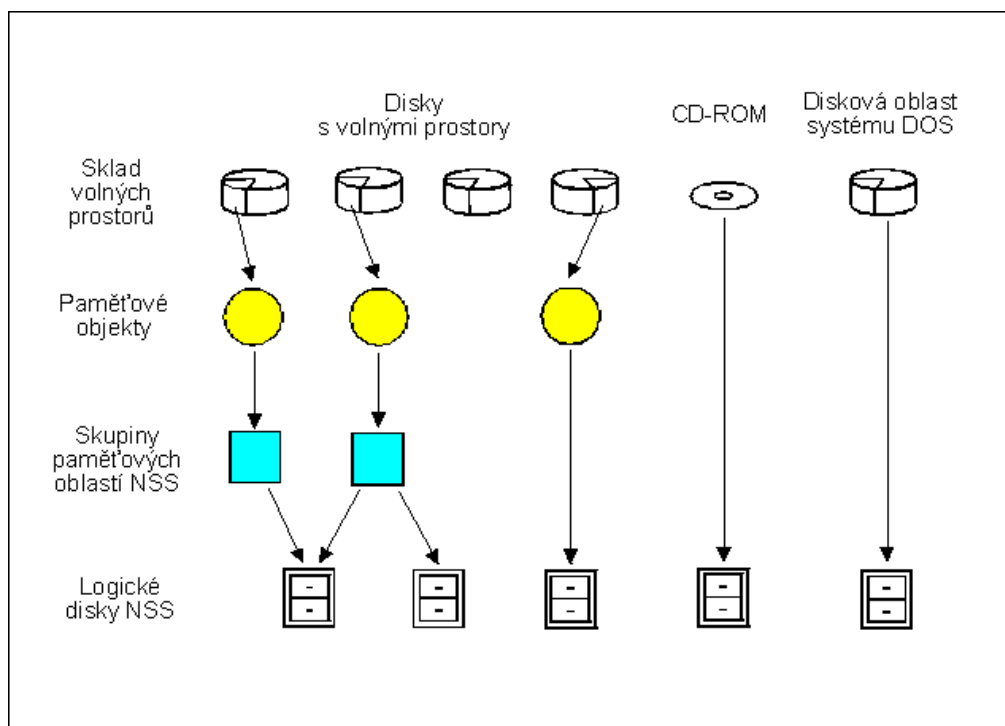 Disky
s volnými prostory
CD-ROM
Disková oblast
systému DOS
Sklad
volných
prostorů
Paměťové
objekty
Skupiny
paměťových
oblastí NSS
Logické
disky NSS